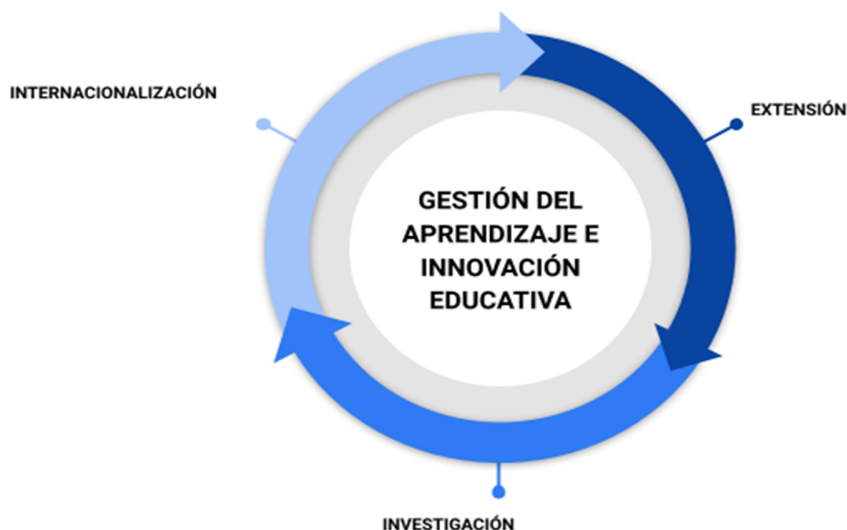 INTERNACIONALIZACIÓN
EXTENSIÓN
GESTIÓN DEL
APRENDIZAJE E
INNOVACIÓN
EDUCATIVA
INVESTIGACIÓN